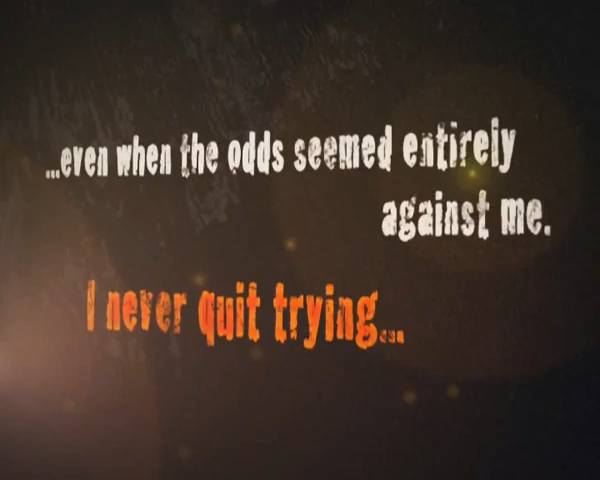 ...even when the odds seemed entirely
against me.
I never quit trying...